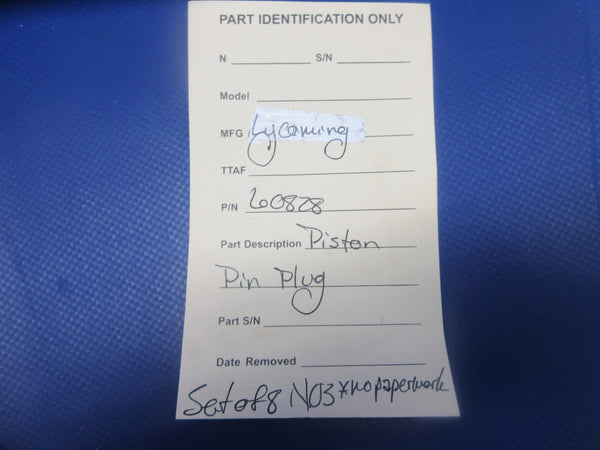 PART IDENTIFICATION ONLY
N S/N
Model
MFG Lycoming
TTAF
P/N 60828
Part Description Piston
Pin Plug
Part S/N
Date Removed
Set of 8 NO3 *no paperwork